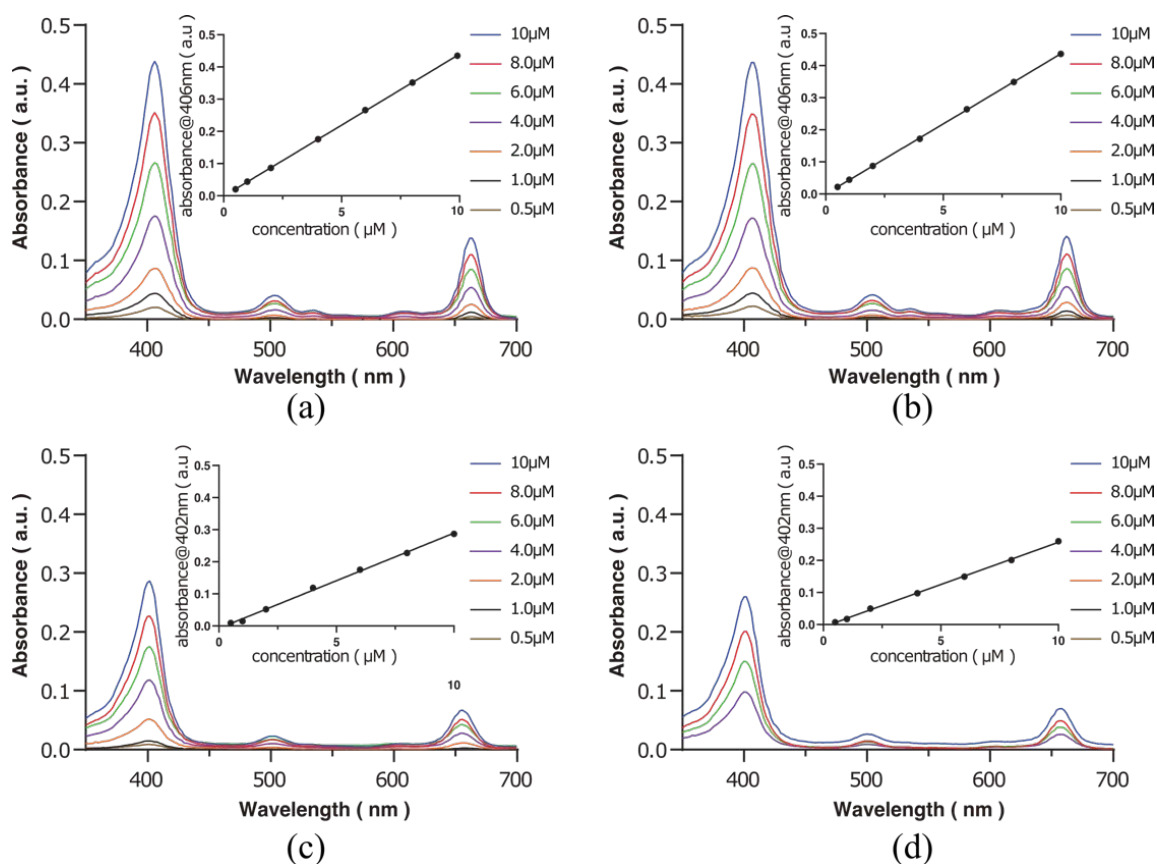 0.5
0.4
0.3
0.2
0.1
0.0
Absorbance ( a.u. )
400
500
600
700
Wavelength ( nm )
absorbance@406nm ( a.u )
0.5
0.4
0.3
0.2
0.1
0.0
0
5
10
concentration ( µM )
10µM
8.0µM
6.0µM
4.0µM
2.0µM
1.0µM
0.5µM
(a)
0.5
0.4
0.3
0.2
0.1
0.0
Absorbance ( a.u. )
400
500
600
700
Wavelength ( nm )
absorbance@406nm ( a.u )
0.5
0.4
0.3
0.2
0.1
0.0
0
5
10
concentration ( µM )
10µM
8.0µM
6.0µM
4.0µM
2.0µM
1.0µM
0.5µM
(b)
0.5
0.4
0.3
0.2
0.1
0.0
Absorbance ( a.u. )
400
500
600
700
Wavelength ( nm )
absorbance@402nm ( a.u )
0.5
0.4
0.3
0.2
0.1
0.0
0
5
concentration ( µM )
10
10µM
8.0µM
6.0µM
4.0µM
2.0µM
1.0µM
0.5µM
(c)
0.5
0.4
0.3
0.2
0.1
0.0
Absorbance ( a.u. )
400
500
600
700
Wavelength ( nm )
absorbance@402nm ( a.u )
0.5
0.4
0.3
0.2
0.1
0.0
0
5
10
concentration ( µM )
10µM
8.0µM
6.0µM
4.0µM
2.0µM
1.0µM
0.5µM
(d)